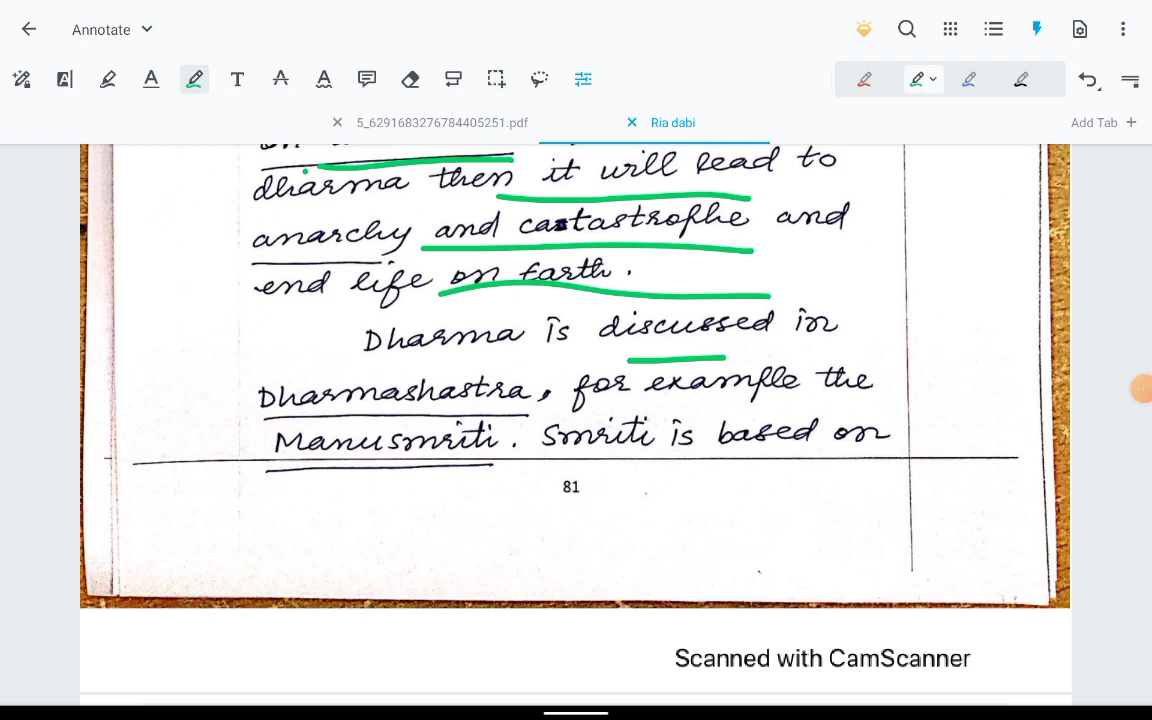 Annotate
5_6291683276784405251.pdf
Ria dabi
Add Tab +
dharma then it will lead to
anarchy and catastrophe and
end life on Earth.
Dharma is discussed in
Dharmashastra, for example the
Manusmriti. Smriti is based on
81
Scanned with CamScanner